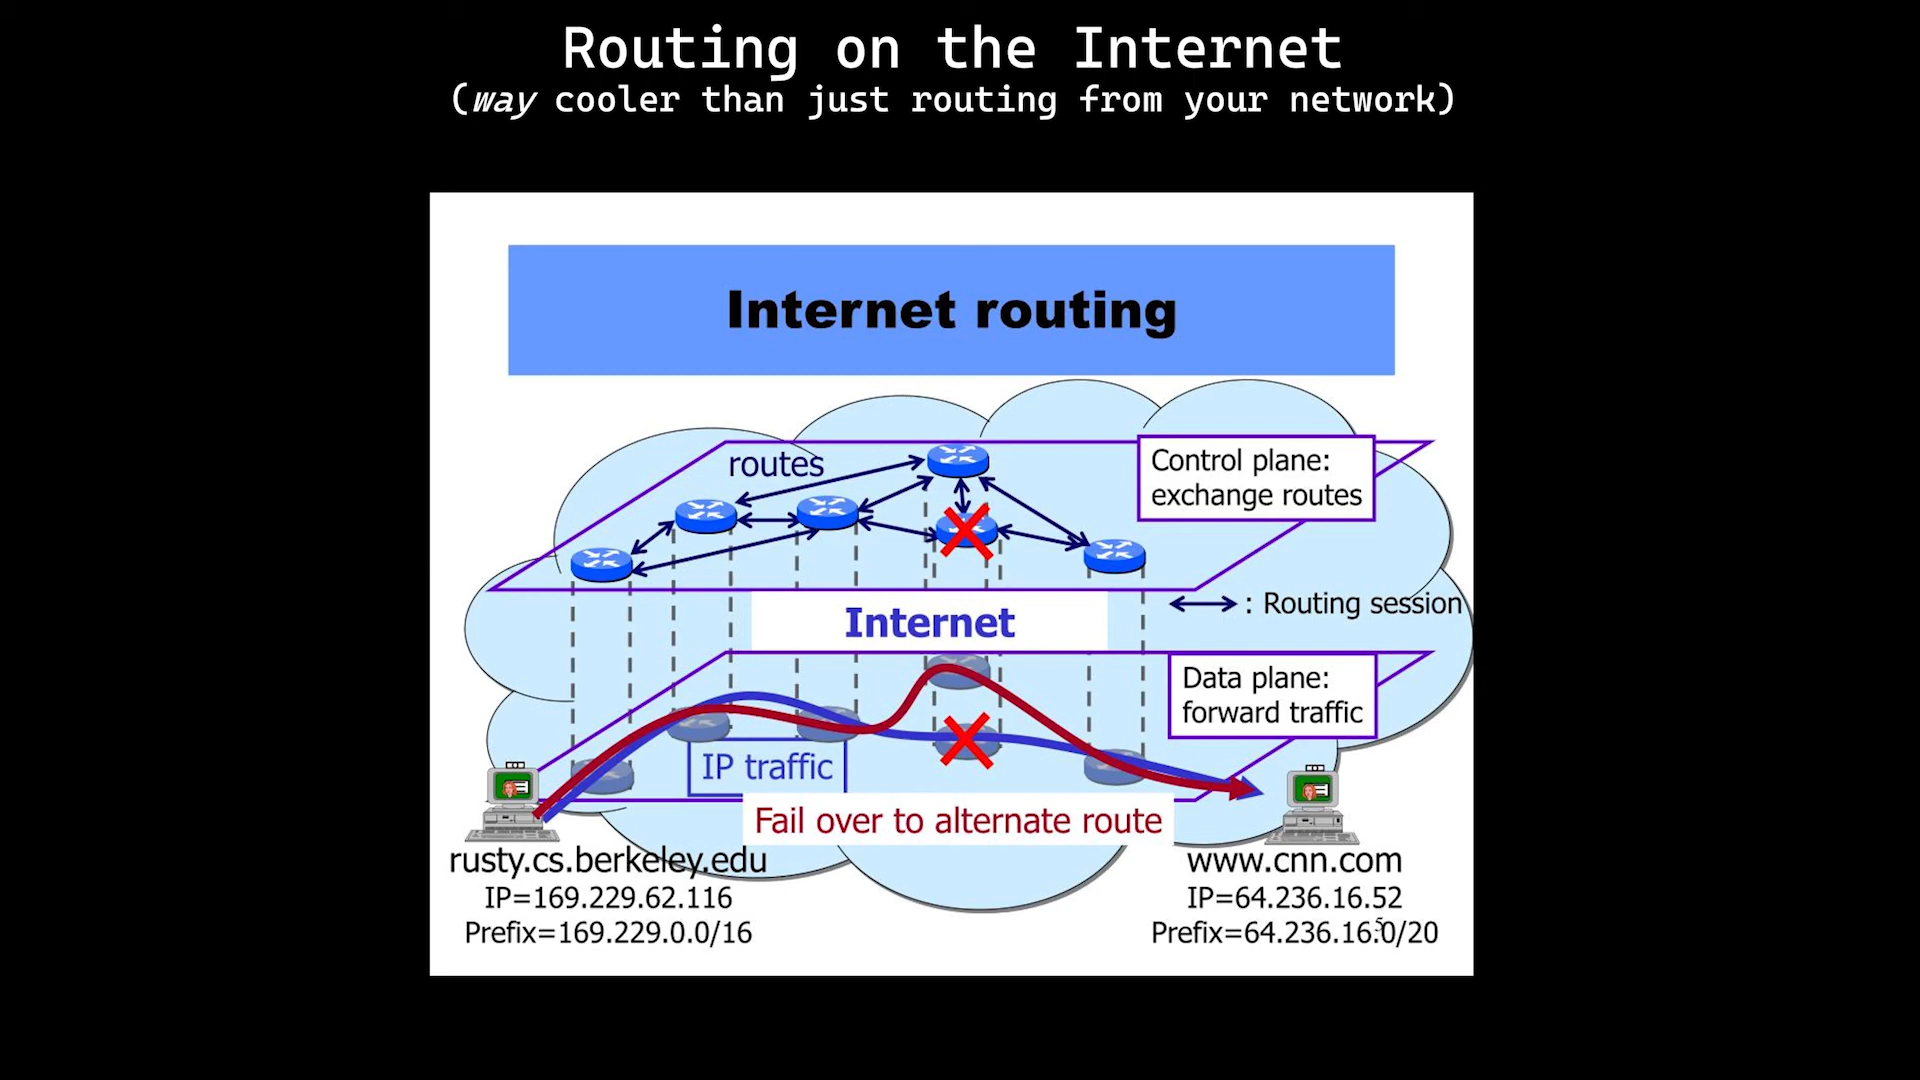 Routing on the Internet
(way cooler than just routing from your network)
Internet routing
routes
Control plane:
exchange routes
: Routing session
Internet
Data plane:
forward traffic
IP traffic
Fail over to alternate route
rusty.cs.berkeley.edu
IP=169.229.62.116
Prefix=169.229.0.0/16
www.cnn.com
IP=64.236.16.52
Prefix=64.236.16.0/20
5